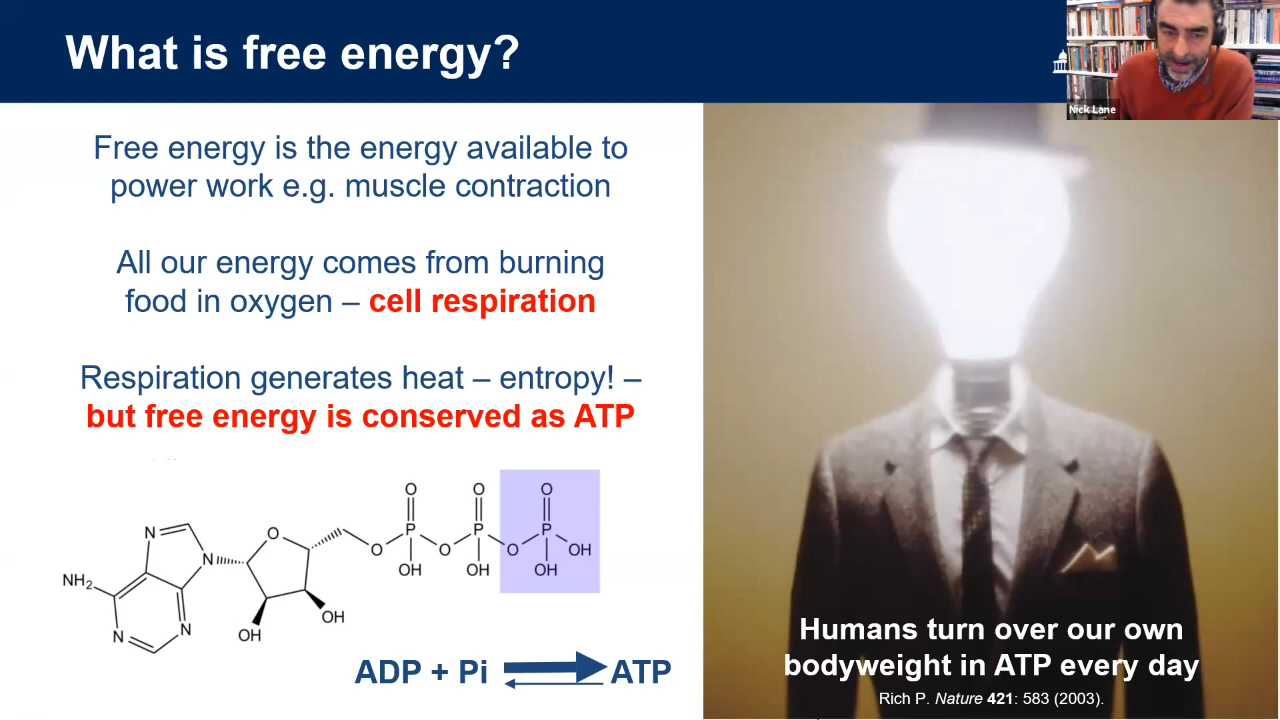 What is free energy?
Nick Lane
Free energy is the energy available to
power work e.g. muscle contraction
All our energy comes from burning
food in oxygen – cell respiration
Respiration generates heat – entropy! –
but free energy is conserved as ATP
O O O
N P P P
O O O O OH
N OH OH OH
NH2
N N OH
OH
ADP + Pi ATP
Humans turn over our own
bodyweight in ATP every day
Rich P. Nature 421: 583 (2003).